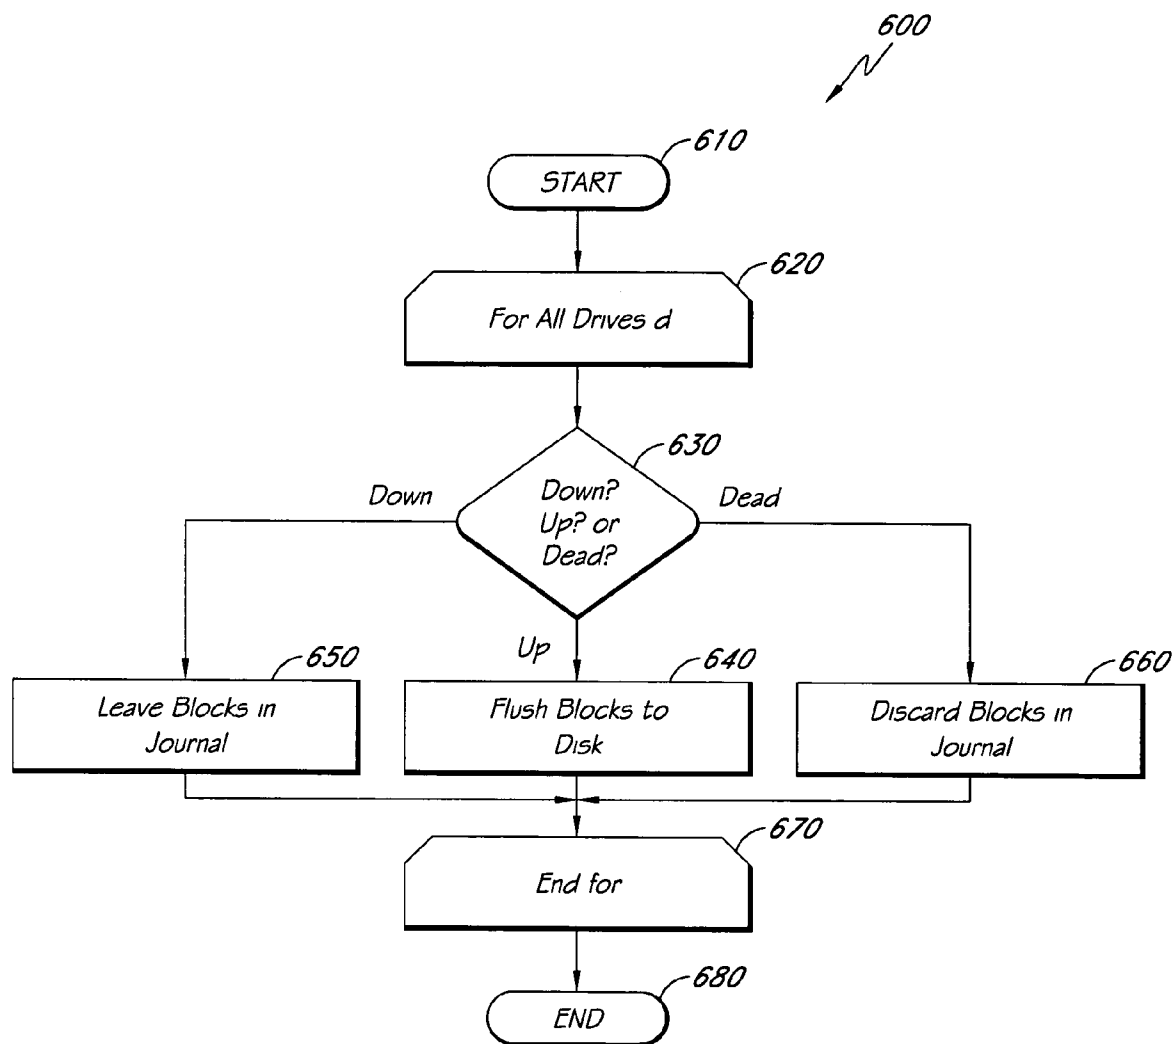 600
610
START
620
For All Drives d
630
Down?
Up? or
Dead?
Down
Dead
Up
650
Leave Blocks in
Journal
640
Flush Blocks to
Disk
660
Discard Blocks in
Journal
670
End for
680
END